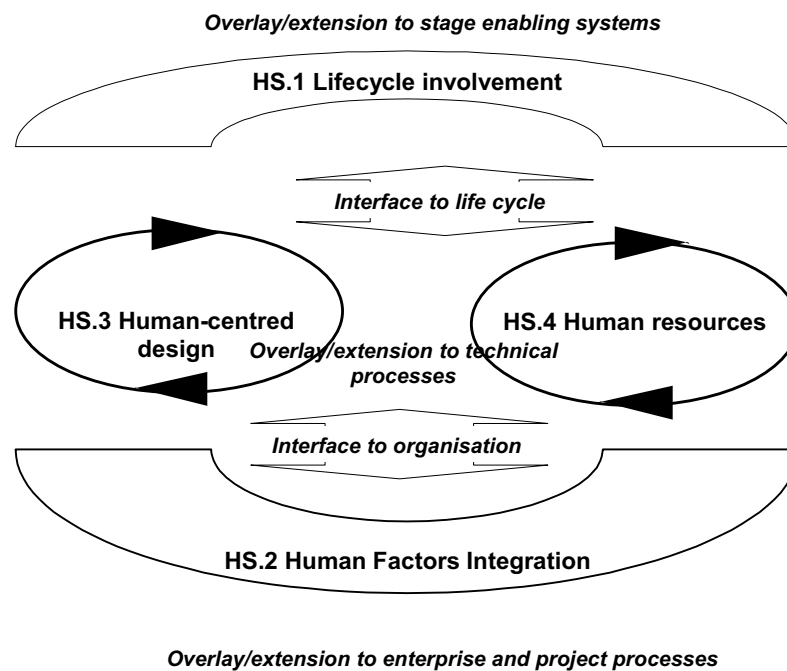 Overlay/extension to stage enabling systems
HS.1 Lifecycle involvement
Interface to life cycle
HS.3 Human-centred
design
HS.4 Human resources
Overlay/extension to technical
processes
Interface to organisation
HS.2 Human Factors Integration
Overlay/extension to enterprise and project processes